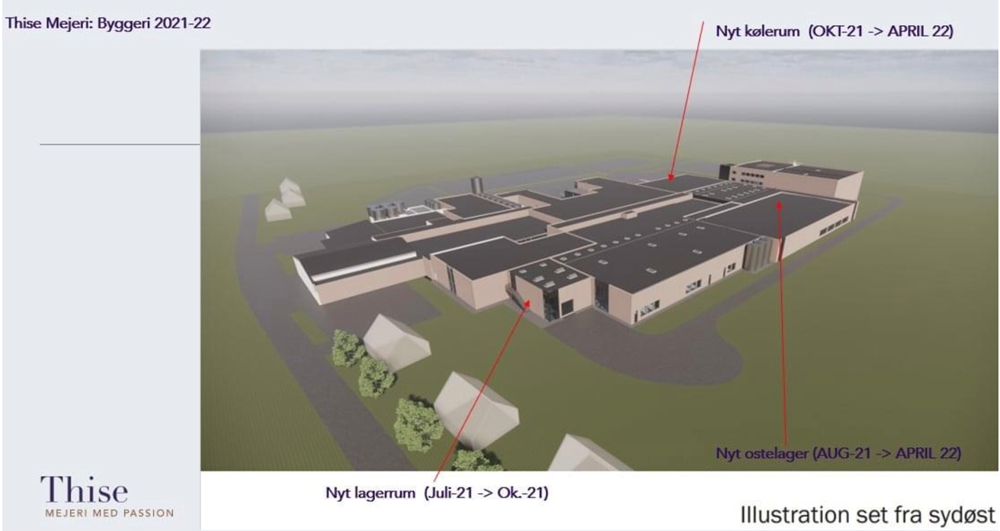 Thise Mejeri: Byggeri 2021-22
Nyt kølerum (OKT-21 -> APRIL 22)
Nyt ostelager (AUG-21 -> APRIL 22)
Nyt lagerrum (Juli-21 -> Ok.-21)
Thise
MEJERI MED PASSION
Illustration set fra sydøst